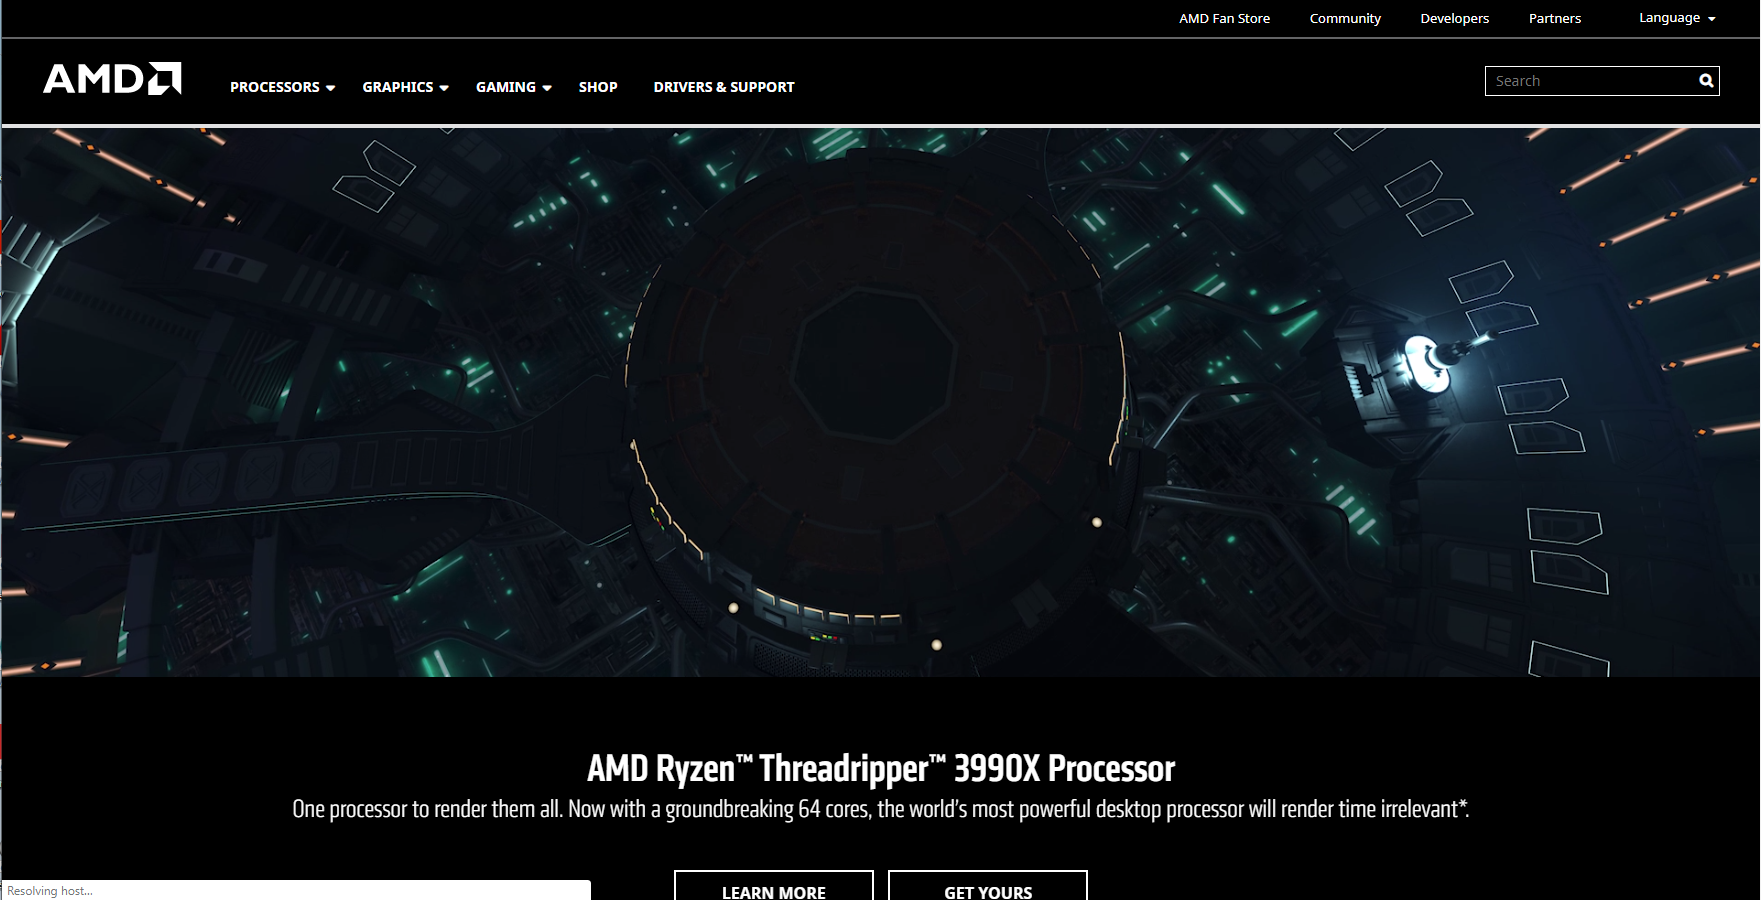 AMD Fan Store Community Developers Partners Language
AMD
PROCESSORS GRAPHICS GAMING SHOP DRIVERS & SUPPORT
Search
AMD Ryzen™ Threadripper™ 3990X Processor
One processor to render them all. Now with a groundbreaking 64 cores, the world's most powerful desktop processor will render time irrelevant*.
LEARN MORE GET YOURS
Resolving host...